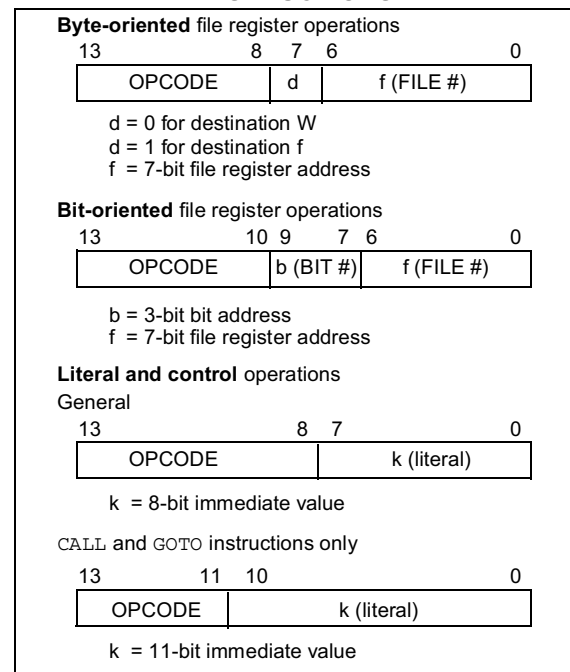 Byte-oriented file register operations
13 8 7 6 0
OPCODE d f (FILE #)
d = 0 for destination W
d = 1 for destination f
f = 7-bit file register address
Bit-oriented file register operations
13 10 9 7 6 0
OPCODE b (BIT #) f (FILE #)
b = 3-bit bit address
f = 7-bit file register address
Literal and control operations
General
13 8 7 0
OPCODE k (literal)
k = 8-bit immediate value
CALL and GOTO instructions only
13 11 10 0
OPCODE k (literal)
k = 11-bit immediate value